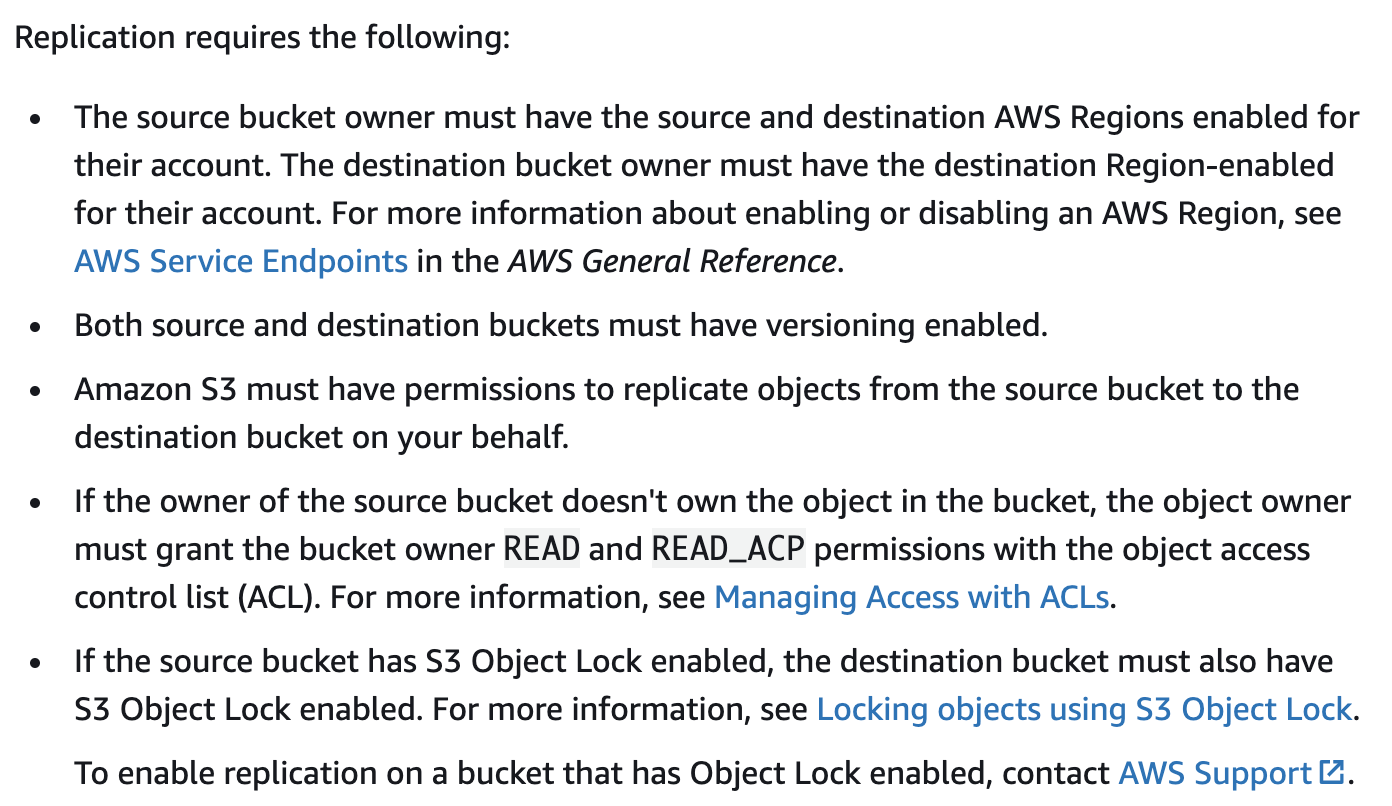 Replication requires the following:
• The source bucket owner must have the source and destination AWS Regions enabled for
their account. The destination bucket owner must have the destination Region-enabled
for their account. For more information about enabling or disabling an AWS Region, see
AWS Service Endpoints in the AWS General Reference.
• Both source and destination buckets must have versioning enabled.
• Amazon S3 must have permissions to replicate objects from the source bucket to the
destination bucket on your behalf.
• If the owner of the source bucket doesn't own the object in the bucket, the object owner
must grant the bucket owner READ and READ_ACP permissions with the object access
control list (ACL). For more information, see Managing Access with ACLs.
• If the source bucket has S3 Object Lock enabled, the destination bucket must also have
S3 Object Lock enabled. For more information, see Locking objects using S3 Object Lock.
To enable replication on a bucket that has Object Lock enabled, contact AWS Support.